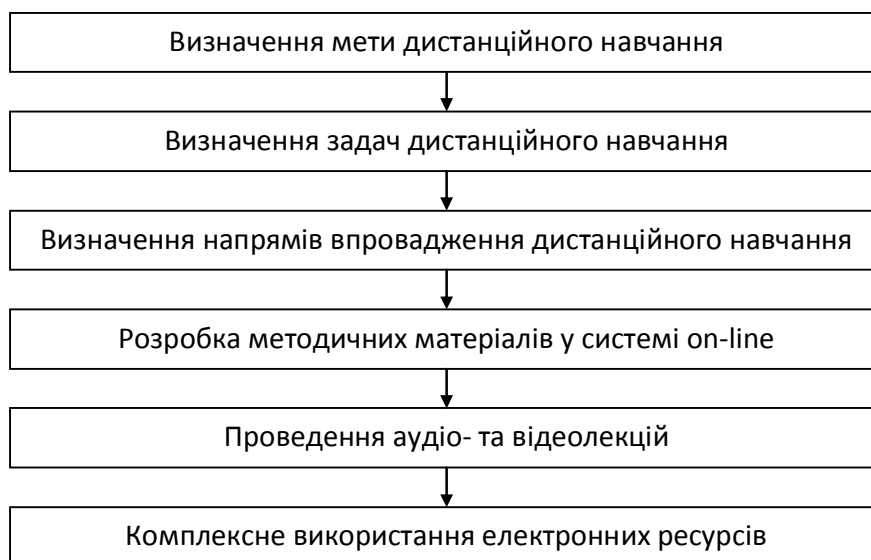 Визначення мети дистанційного навчання
Визначення задач дистанційного навчання
Визначення напрямів впровадження дистанційного навчання
Розробка методичних матеріалів у системі on-line
Проведення аудіо- та відеолекцій
Комплексне використання електронних ресурсів